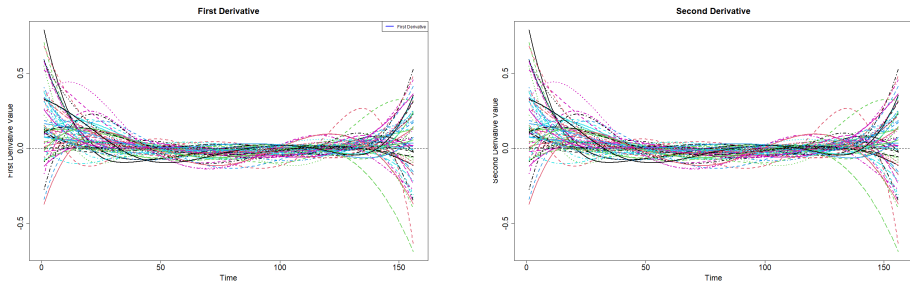 First Derivative
First Derivative
First Derivative Value
0.5
0.0
-0.5
0
50
100
150
Time
Second Derivative
Second Derivative Value
0.5
0.0
-0.5
0
50
100
150
Time